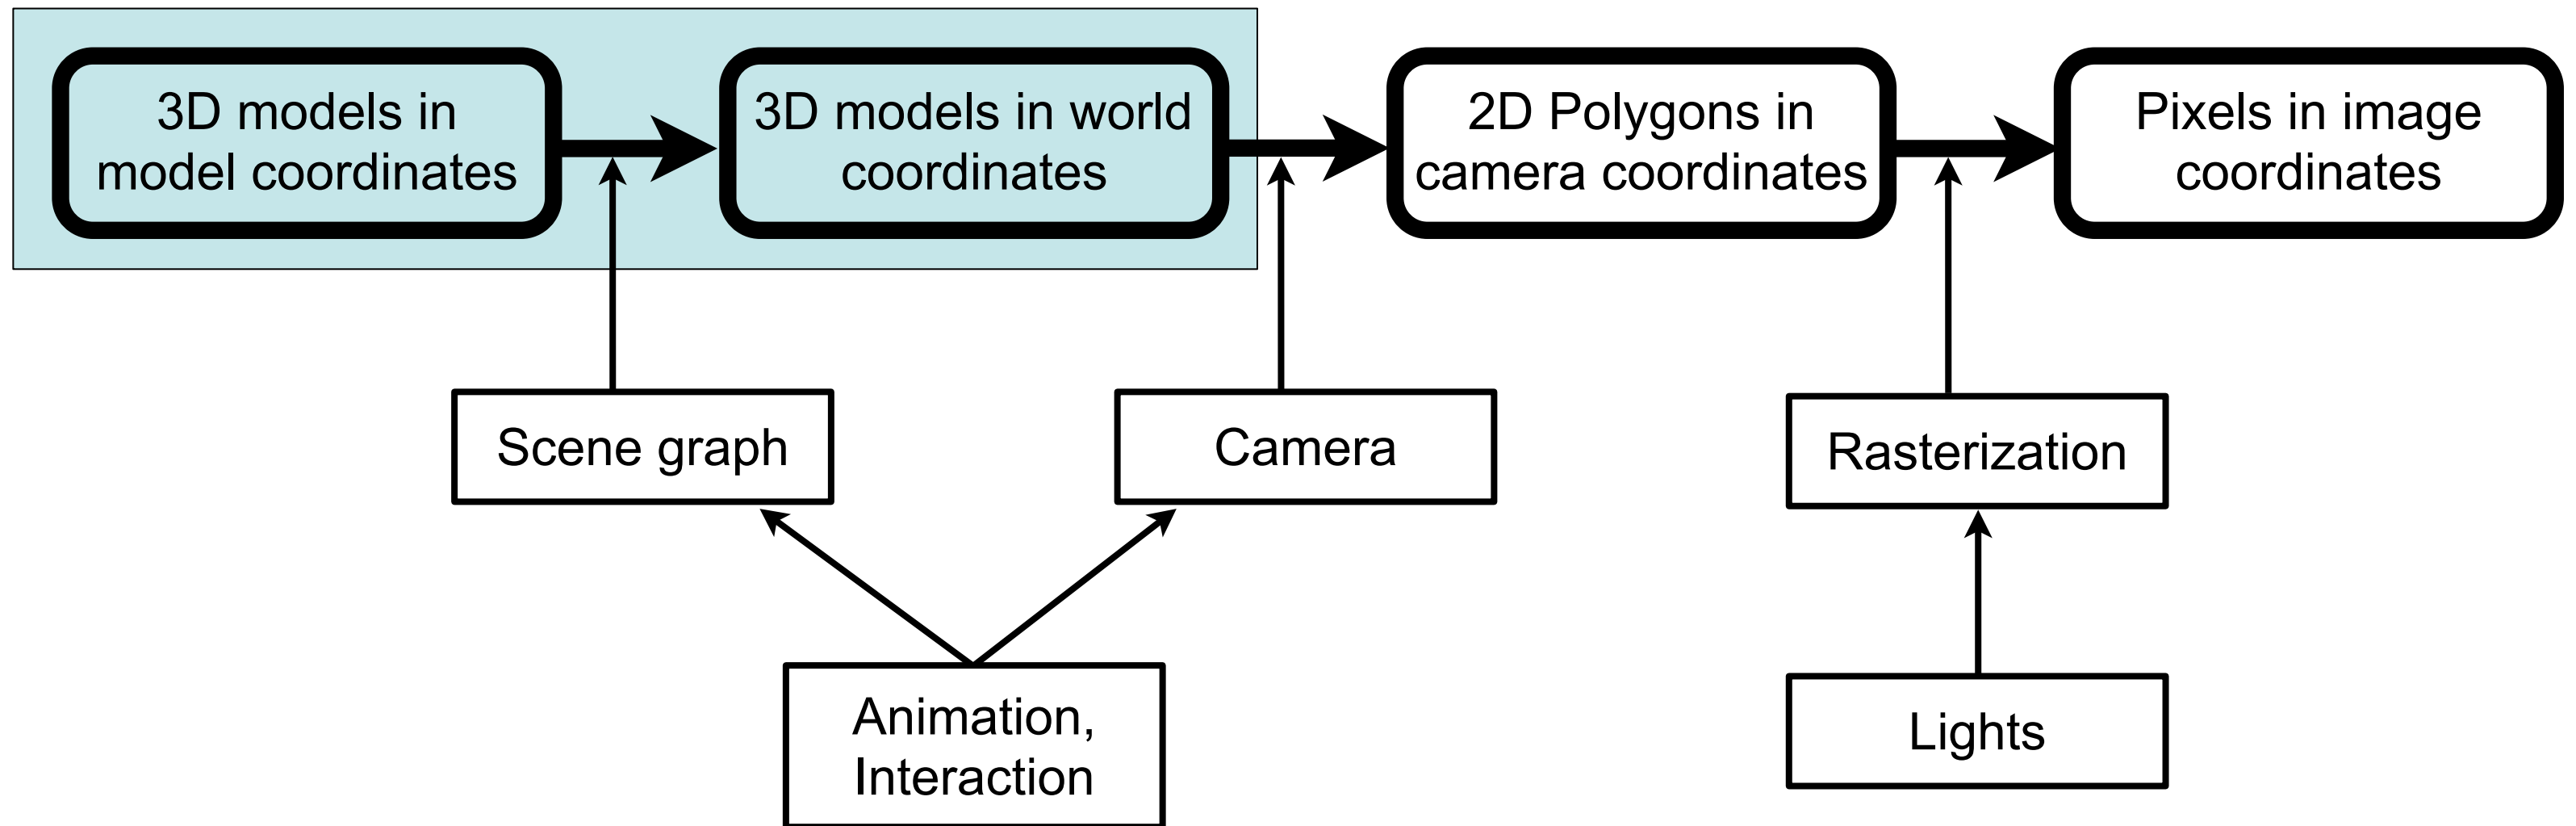 3D models in
model coordinates
3D models in world
coordinates
2D Polygons in
camera coordinates
Pixels in image
coordinates
Scene graph
Camera
Rasterization
Animation,
Interaction
Lights